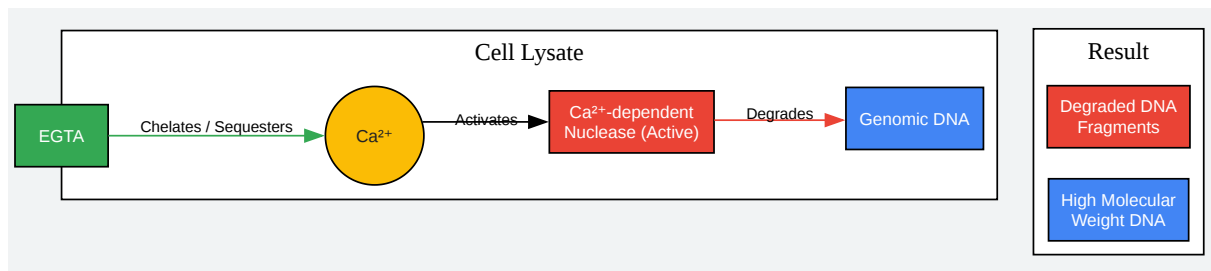 Cell Lysate
EGTA
Chelates / Sequesters
Ca²⁺
Activates
Ca²⁺-dependent
Nuclease (Active)
Degrades
Genomic DNA
Result
Degraded DNA
Fragments
High Molecular
Weight DNA